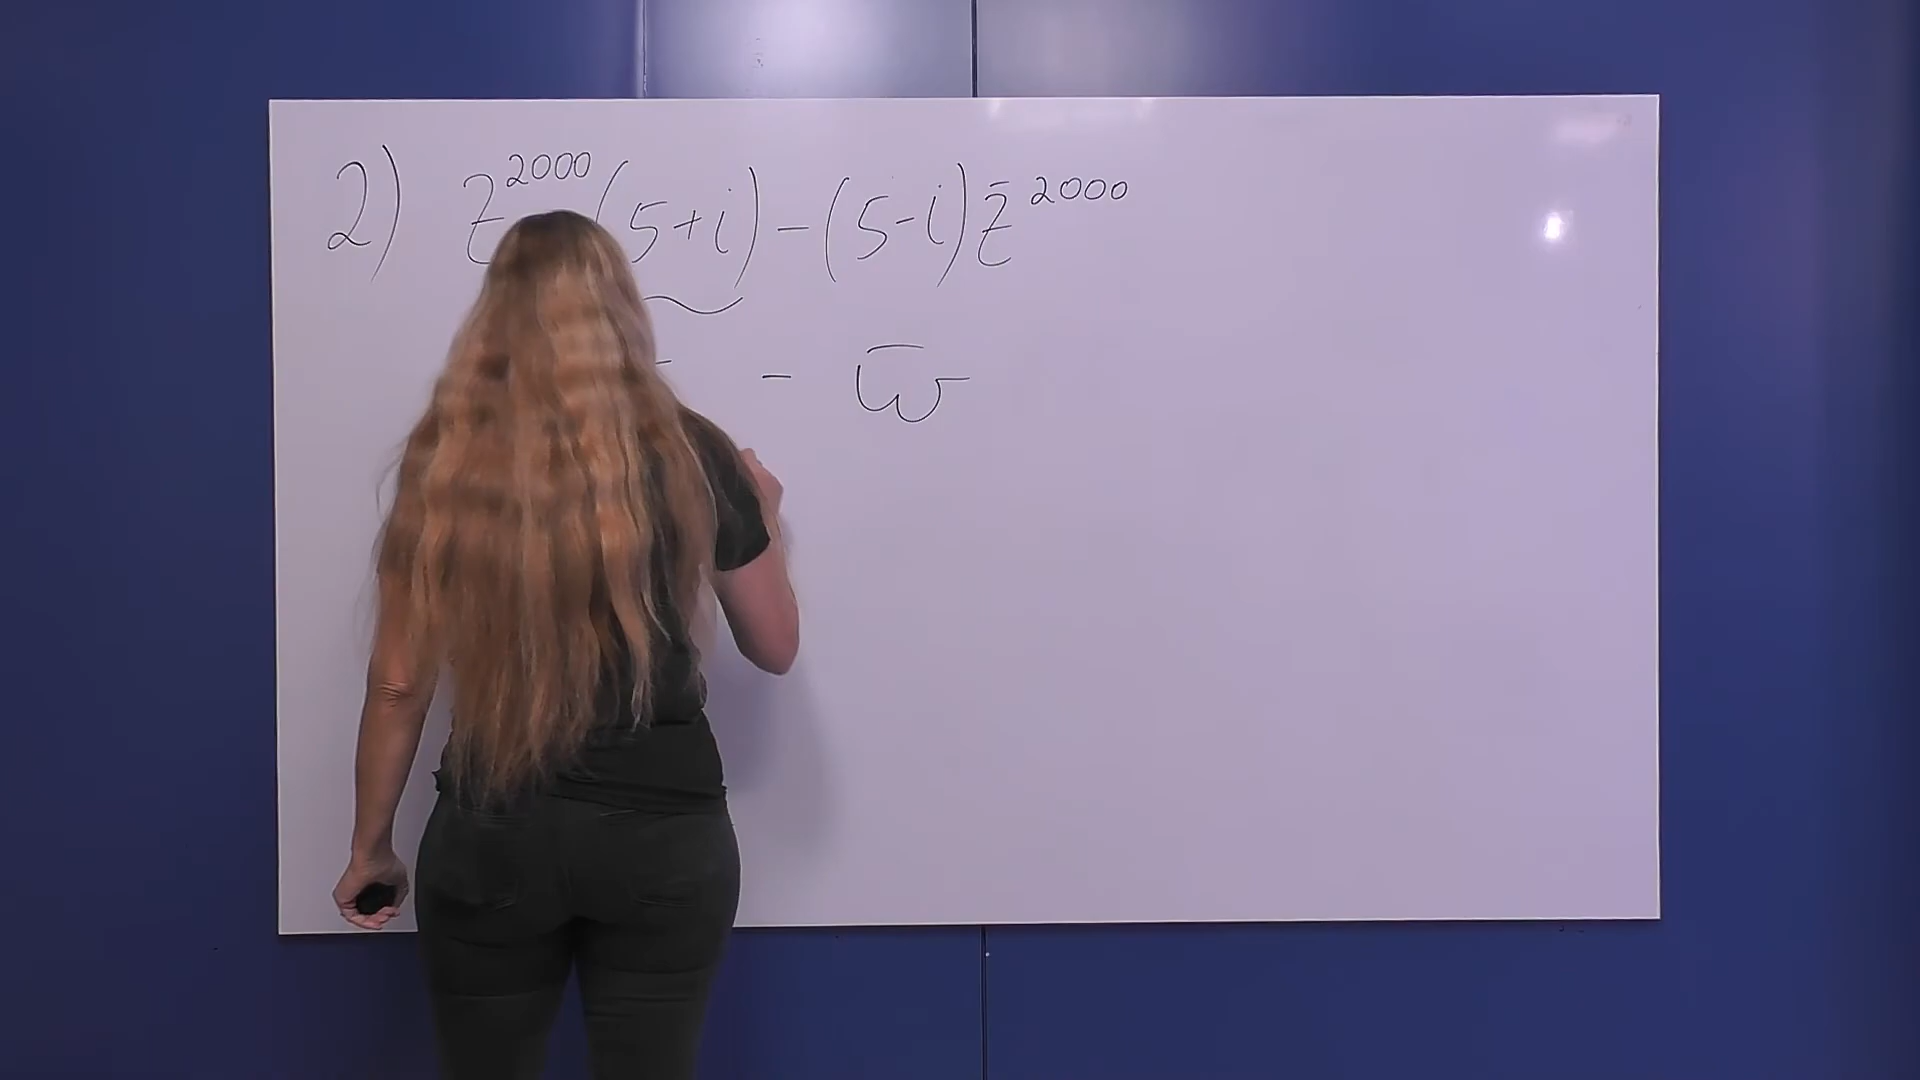 2) z^2000 (5+i) - (5-i) z̄^2000
- w̄